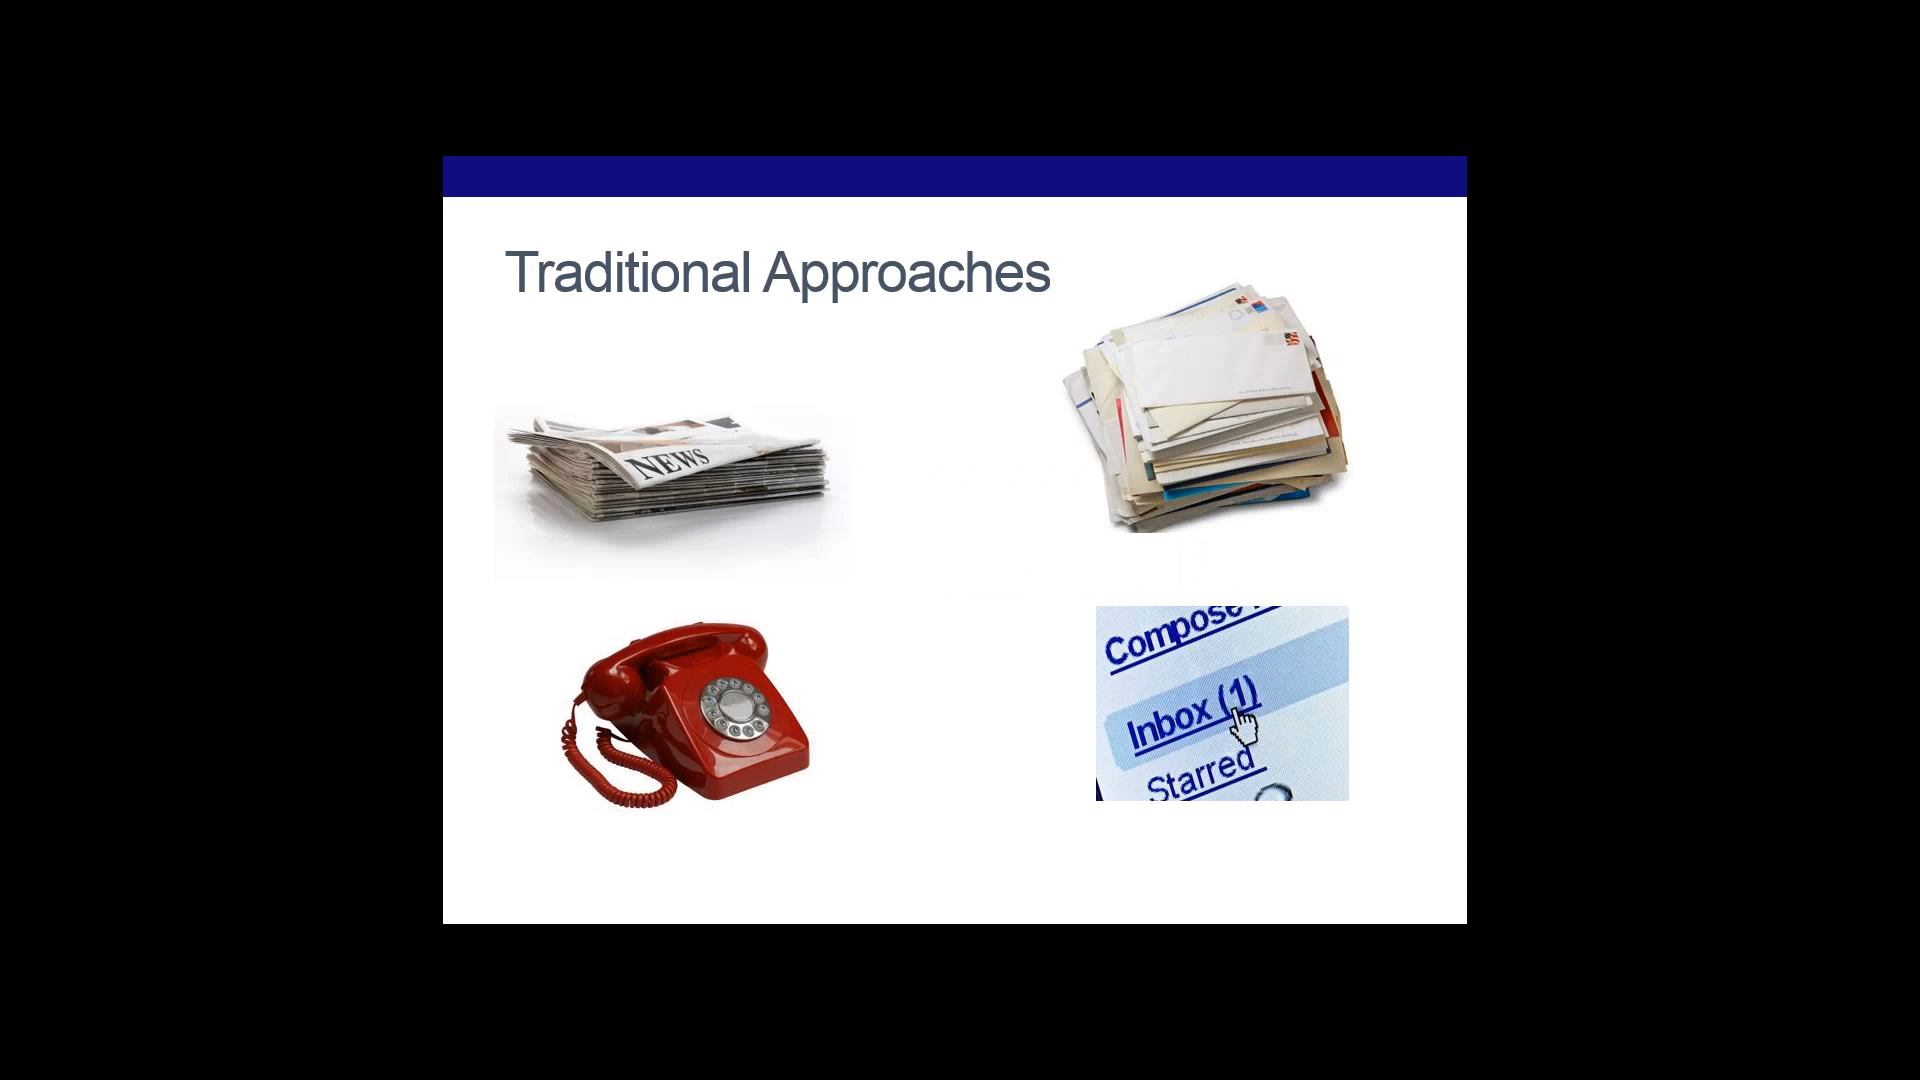 Traditional Approaches
NEWS
Compose
Inbox (1)
Starred